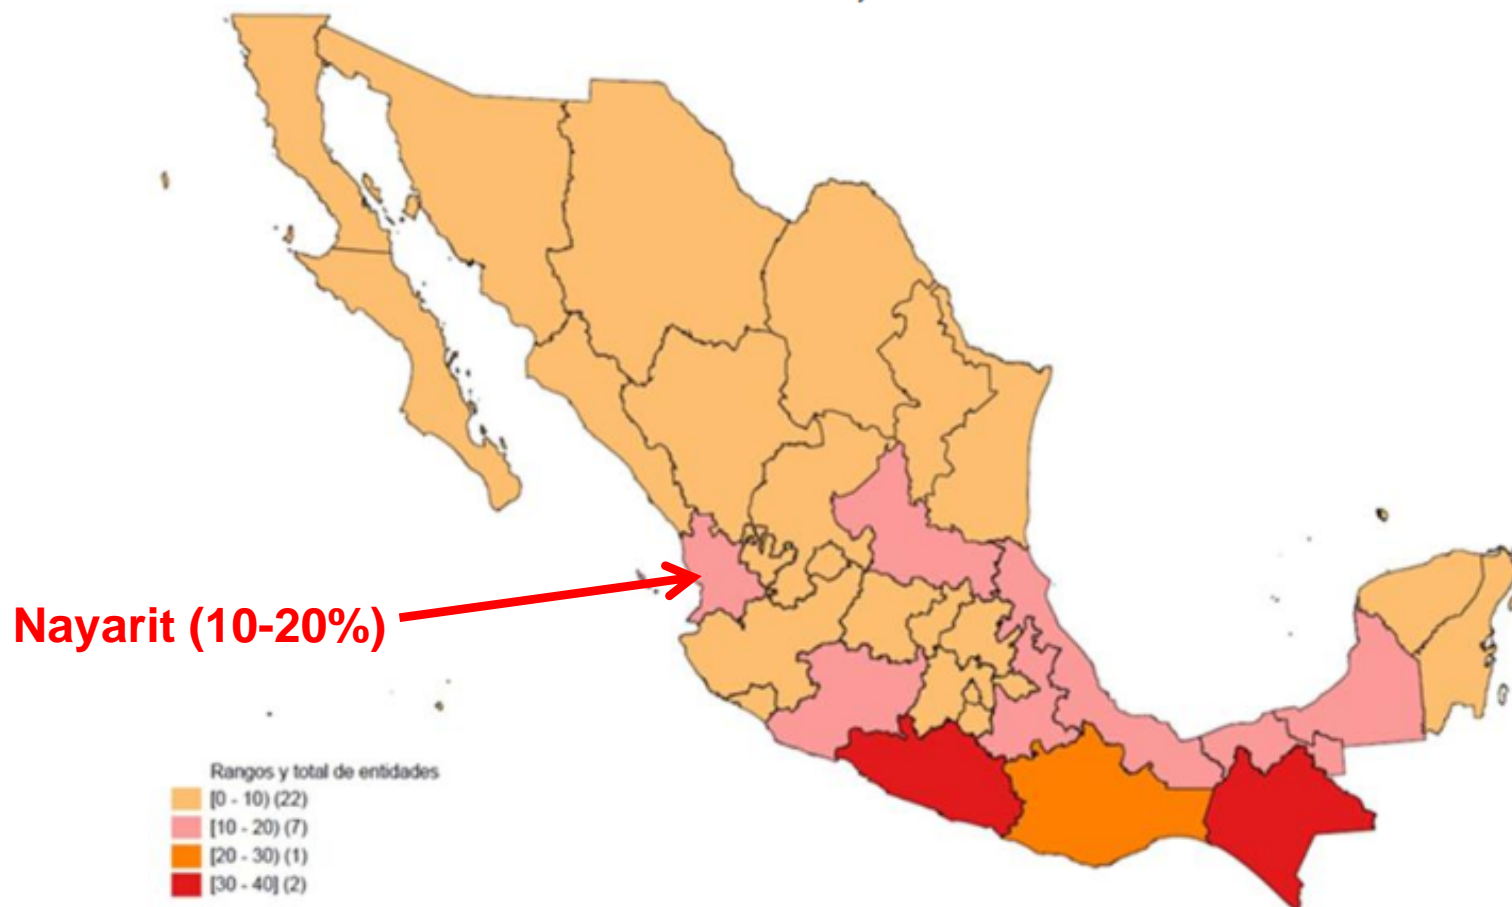 Nayarit (10-20%)
Rangos y total de entidades
[0 - 10) (22)
[10 - 20) (7)
[20 - 30) (1)
[30 - 40] (2)